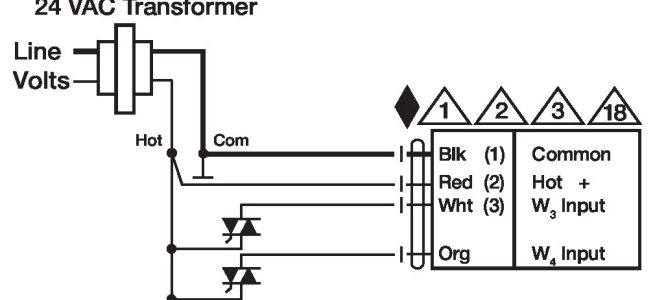 24 VAC Transformer
Line
Volts
Hot
Com
1 2 3 18
Blk (1) Common
Red (2) Hot +
Wht (3) W3 Input
Org W4 Input